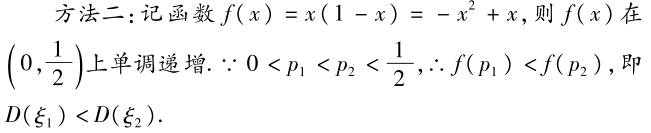 方法二:记函数 f(x) = x(1 - x) = - x² + x,则 f(x) 在
(0, 1/2) 上单调递增. ∵ 0 < p₁ < p₂ < 1/2, ∴ f(p₁) < f(p₂), 即
D(ξ₁) < D(ξ₂).